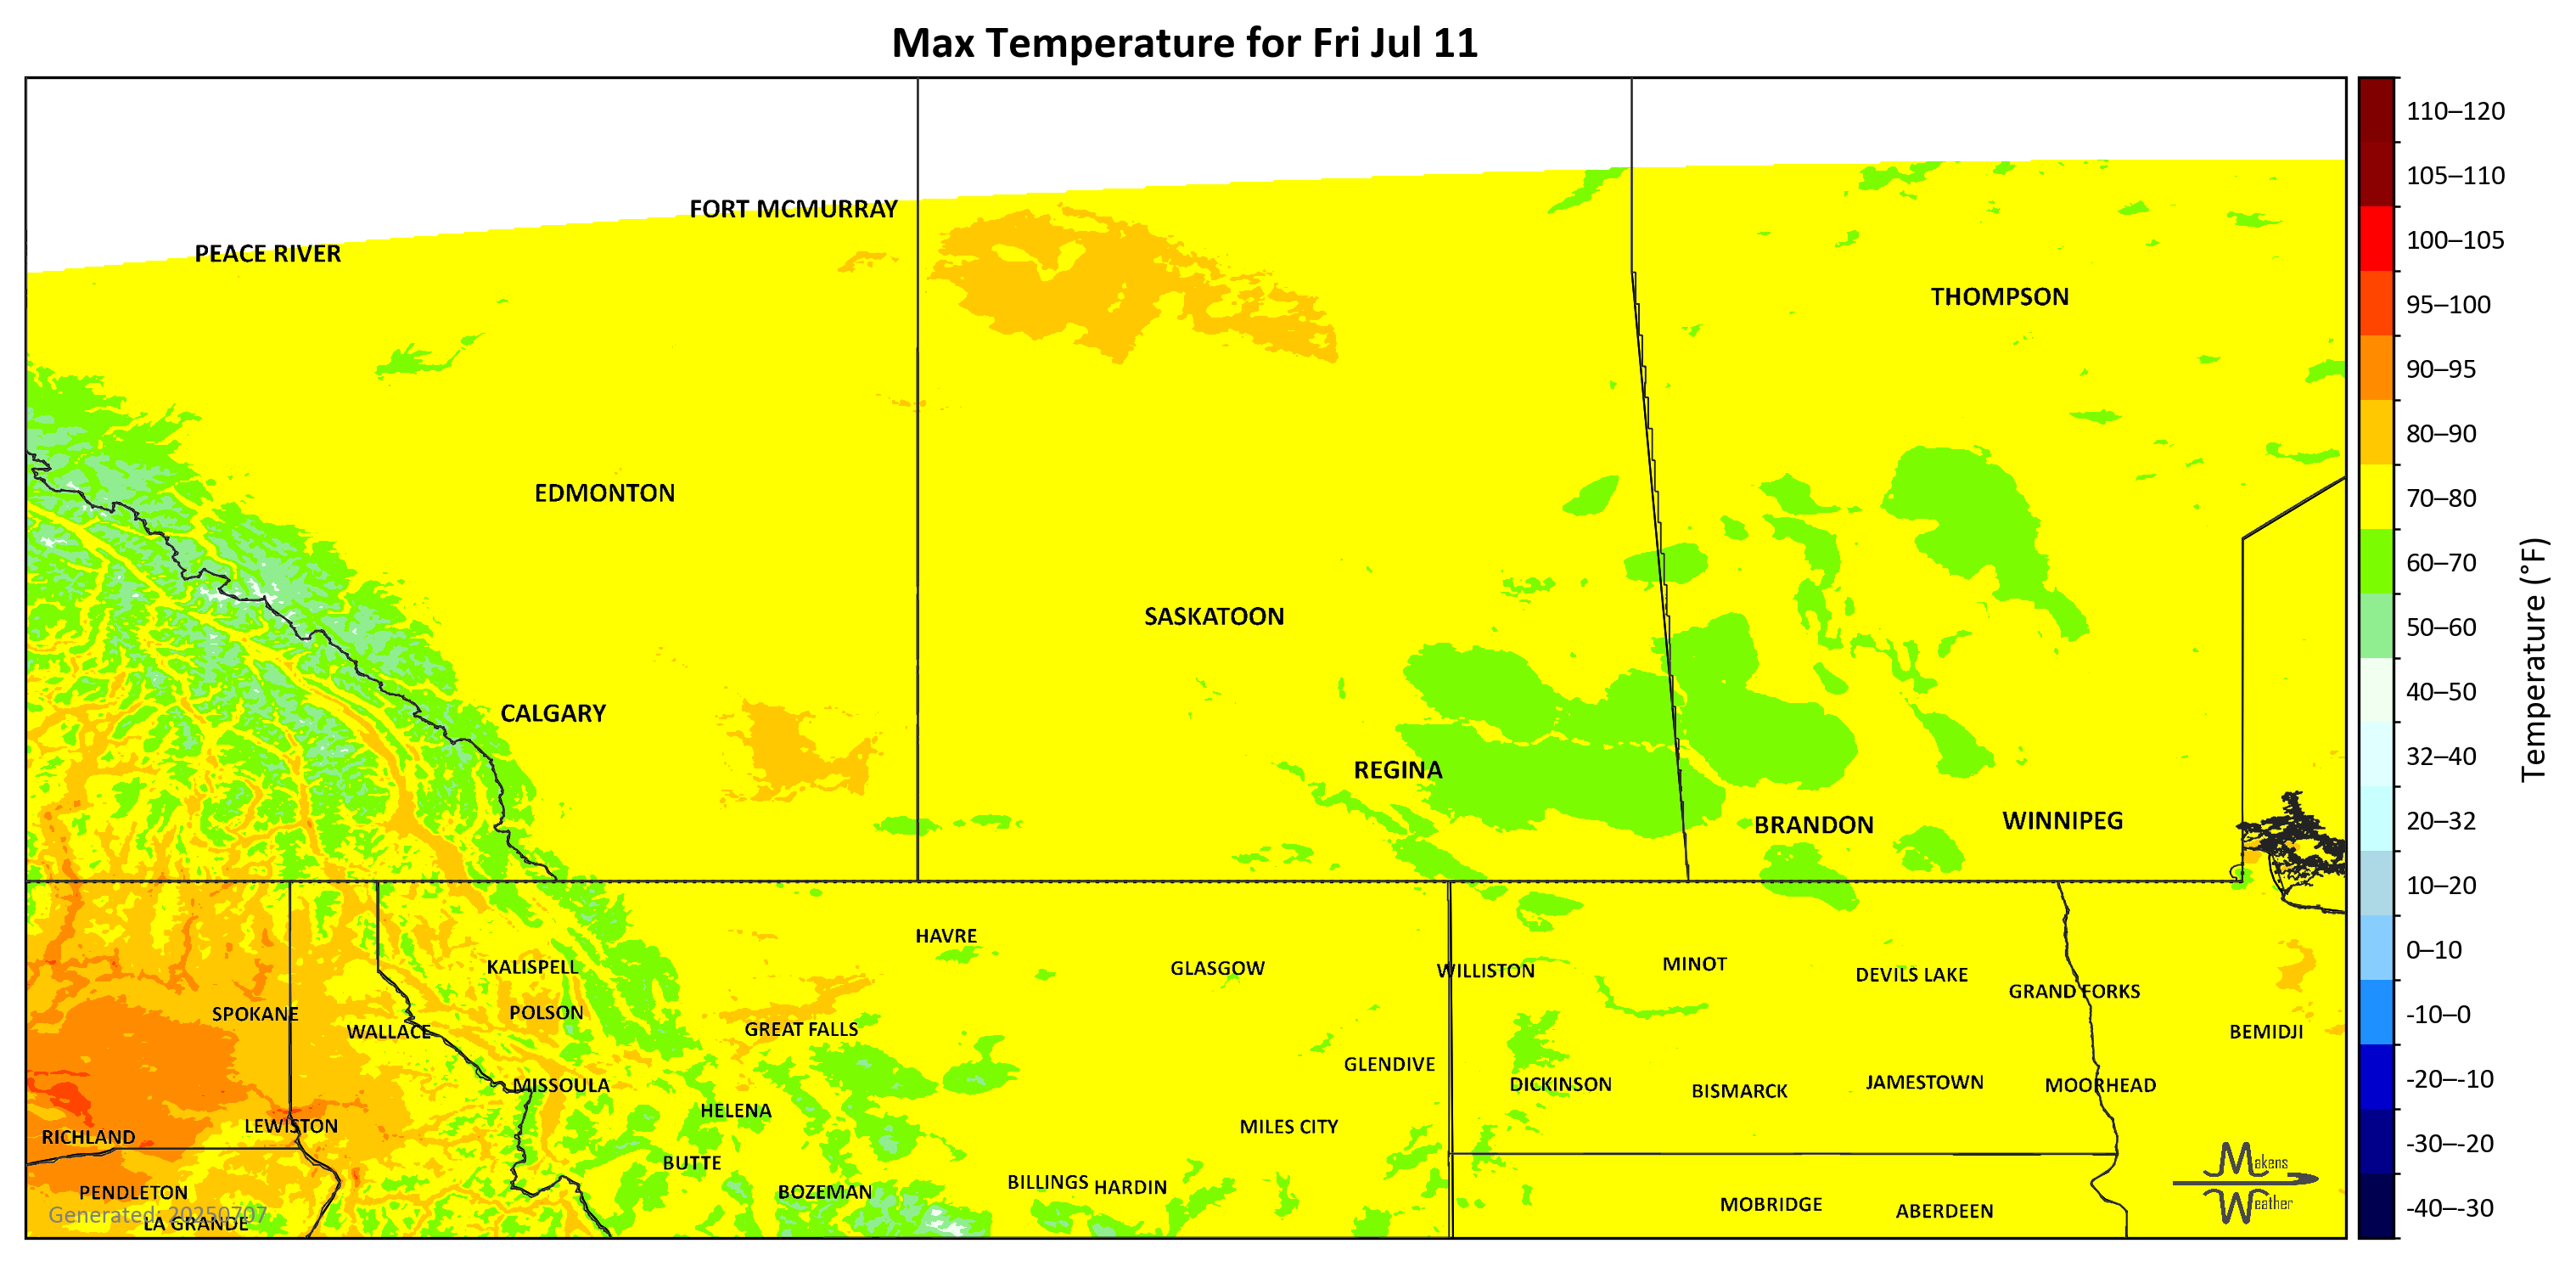 Max Temperature for Fri Jul 11
FORT MCMURRAY
PEACE RIVER
THOMPSON
EDMONTON
SASKATOON
CALGARY
REGINA
BRANDON
WINNIPEG
HAVRE
KALISPELL
GLASGOW
WILLISTON
MINOT
DEVILS LAKE
GRAND FORKS
SPOKANE
POLSON
WALLACE
GREAT FALLS
BEMIDJI
GLENDIVE
MISSOULA
DICKINSON
BISMARCK
JAMESTOWN
MOORHEAD
HELENA
LEWISTON
MILES CITY
RICHLAND
BUTTE
BILLINGS
HARDIN
BOZEMAN
PENDLETON
MOBRIDGE
ABERDEEN
Generated: 20250707
LA GRANDE
Makens
Weather
110–120
105–110
100–105
95–100
90–95
80–90
70–80
60–70
50–60
40–50
32–40
20–32
10–20
0–10
-10–0
-20–-10
-30–-20
-40–-30
Temperature (°F)